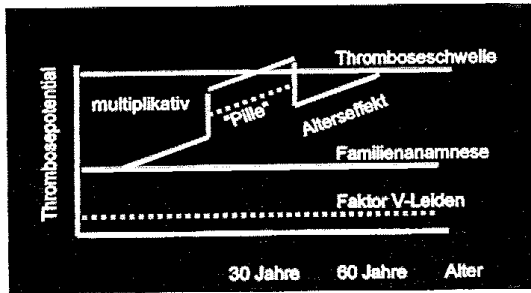 Thromboseschwelle
multiplikativ
"Pille"
Alterseffekt
Familienanamnese
Faktor V-Leiden
Thrombosepotential
30 Jahre 60 Jahre Alter